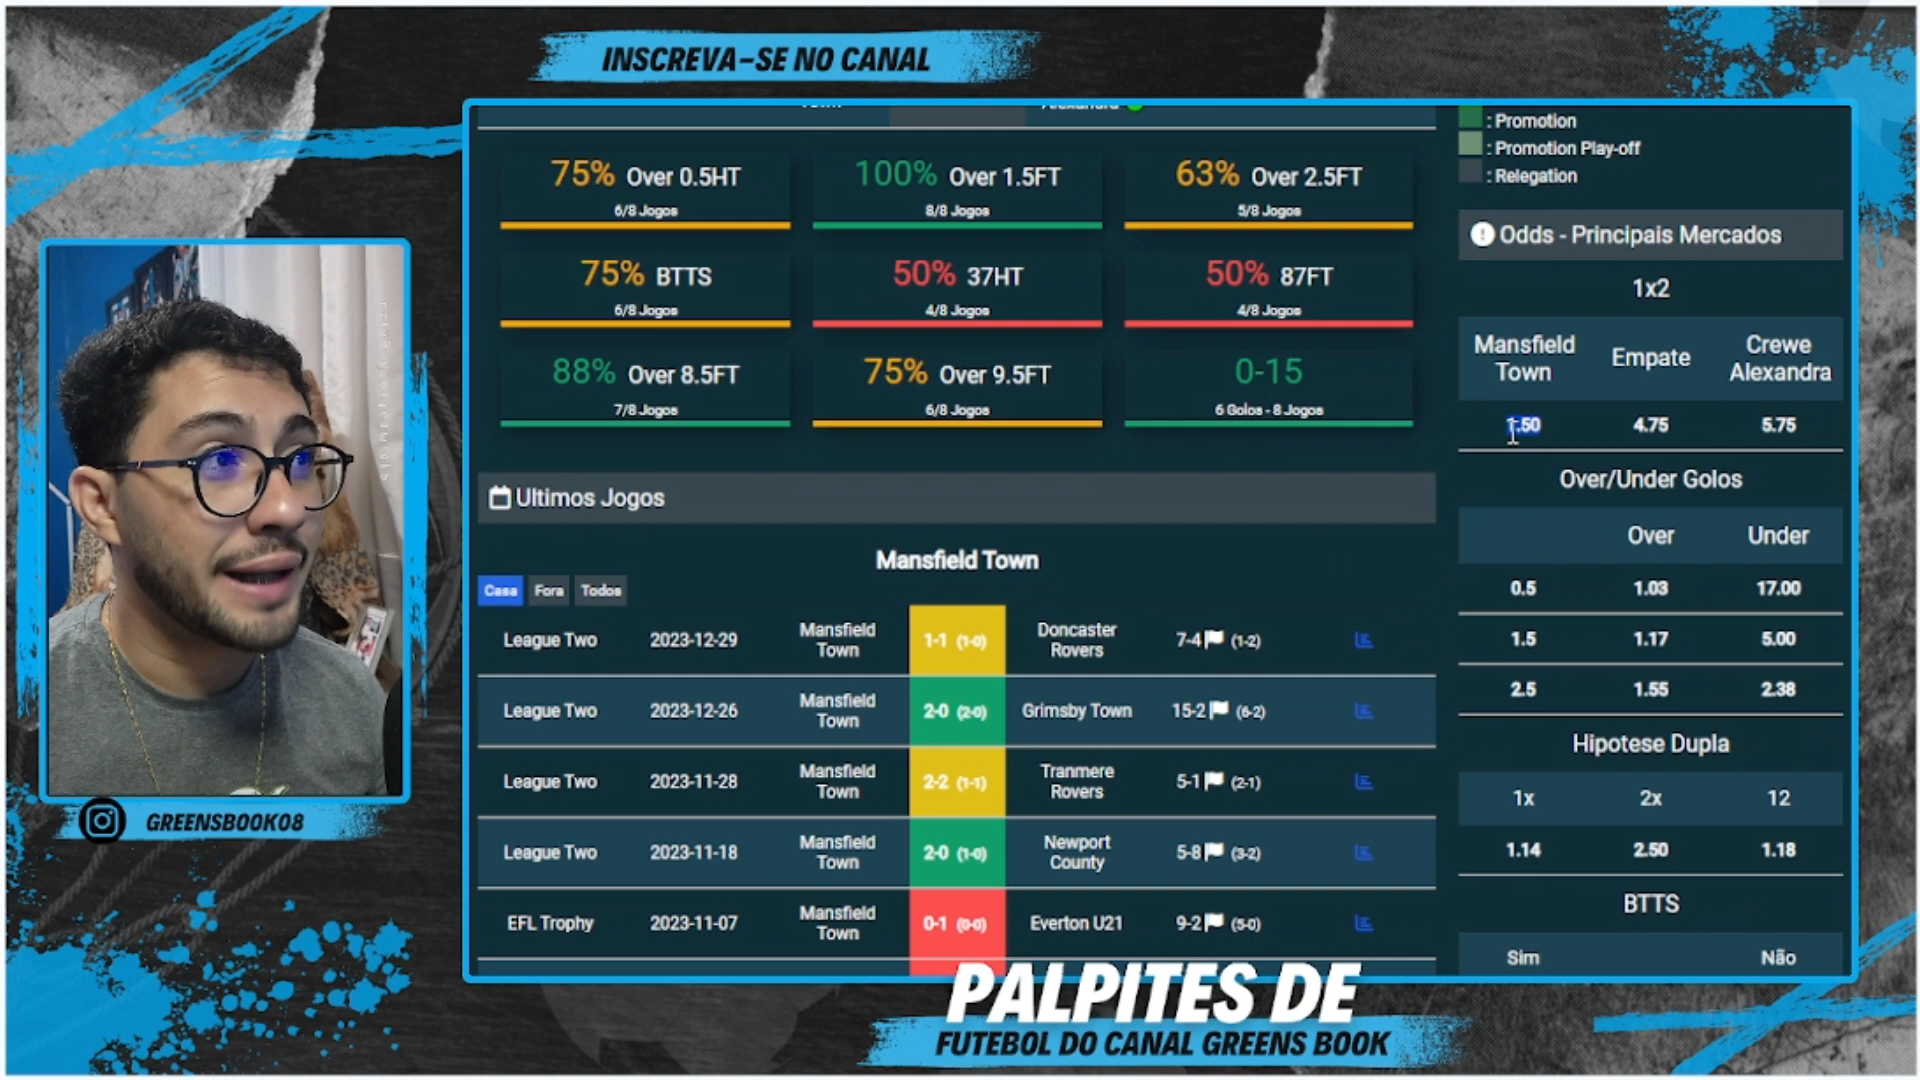 INSCREVA-SE NO CANAL
Alexandra
75% Over 0.5HT
6/8 Jogos
100% Over 1.5FT
8/8 Jogos
63% Over 2.5FT
5/8 Jogos
75% BTTS
6/8 Jogos
50% 37HT
4/8 Jogos
50% 87FT
4/8 Jogos
88% Over 8.5FT
7/8 Jogos
75% Over 9.5FT
6/8 Jogos
0-15
6 Golos - 8 Jogos
Ultimos Jogos
Mansfield Town
Casa Fora Todos
League Two 2023-12-29 Mansfield Town 1-1 (1-0) Doncaster Rovers 7-4 (1-2)
League Two 2023-12-26 Mansfield Town 2-0 (2-0) Grimsby Town 15-2 (6-2)
League Two 2023-11-28 Mansfield Town 2-2 (1-1) Tranmere Rovers 5-1 (2-1)
League Two 2023-11-18 Mansfield Town 2-0 (1-0) Newport County 5-8 (3-2)
EFL Trophy 2023-11-07 Mansfield Town 0-1 (0-0) Everton U21 9-2 (5-0)
: Promotion
: Promotion Play-off
: Relegation
Odds - Principais Mercados
1x2
Mansfield Town Empate Crewe Alexandra
1.50 4.75 5.75
Over/Under Golos
Over Under
0.5 1.03 17.00
1.5 1.17 5.00
2.5 1.55 2.38
Hipotese Dupla
1x 2x 12
1.14 2.50 1.18
BTTS
Sim Não
GREENSBOOK08
PALPITES DE
FUTEBOL DO CANAL GREENS BOOK